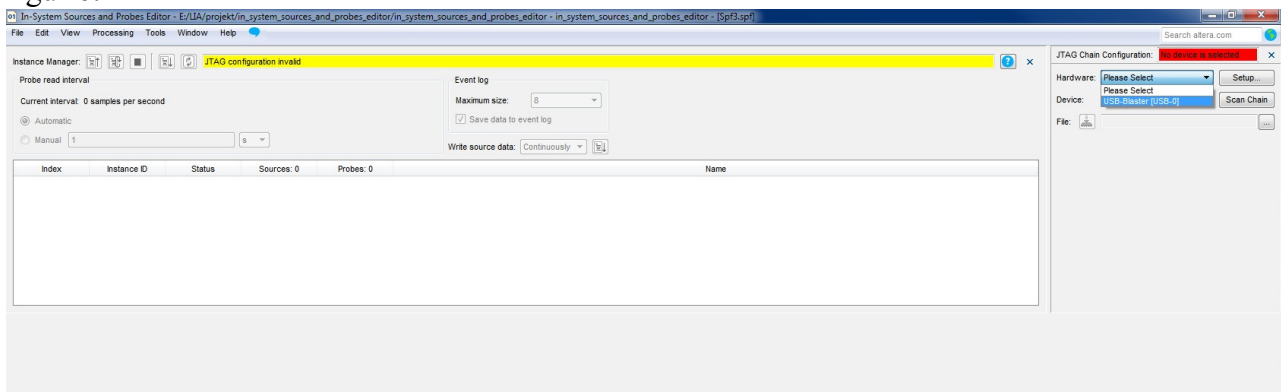 In-System Sources and Probes Editor - E:/LIA/projekt/in_system_sources_and_probes_editor/in_system_sources_and_probes_editor - in_system_sources_and_probes_editor - [Spf3.spf]
File Edit View Processing Tools Window Help
Search altera.com
Instance Manager:
JTAG configuration invalid
Probe read interval
Current interval: 0 samples per second
Automatic
Manual 1 s
Event log
Maximum size: 8
Save data to event log
Write source data: Continuously
Index Instance ID Status Sources: 0 Probes: 0 Name
JTAG Chain Configuration: No device is selected
Hardware: Please Select Setup...
Please Select
USB-Blaster [USB-0]
Device: Scan Chain
File: ...